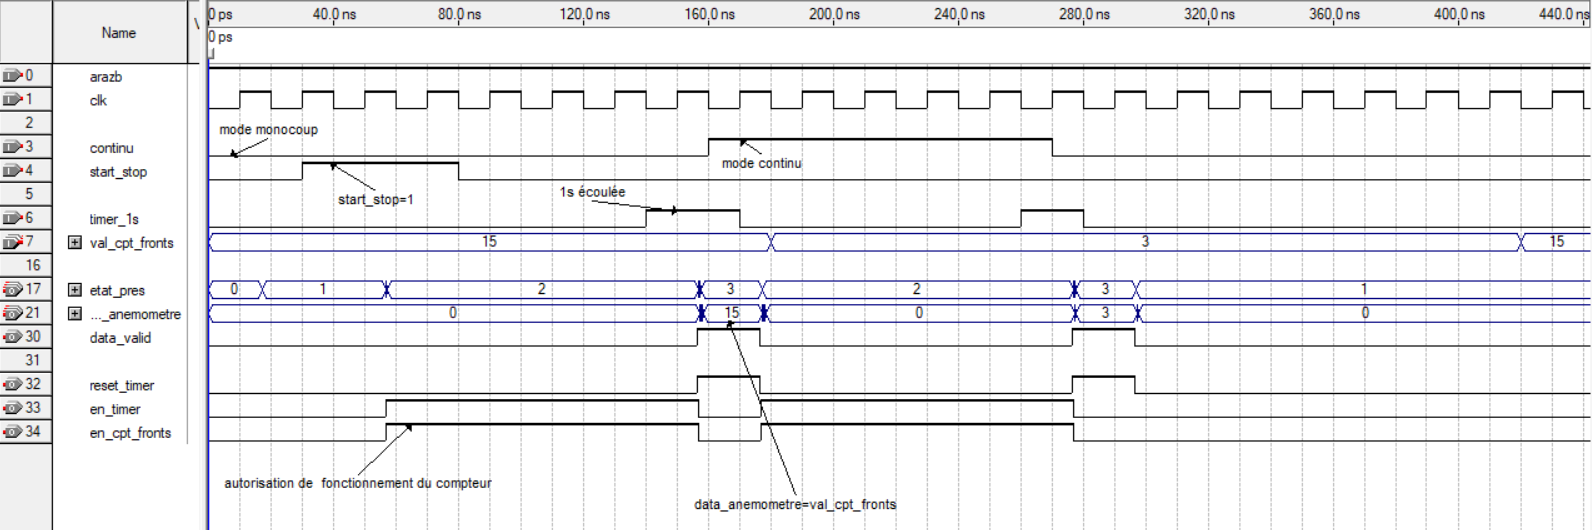 Name
0 ps 40.0 ns 80.0 ns 120.0 ns 160.0 ns 200.0 ns 240.0 ns 280.0 ns 320.0 ns 360.0 ns 400.0 ns 440.0 ns
0 ps
0 arazb
1 clk
2
mode monocoup
3 continu
mode continu
4 start_stop
start_stop=1
5
1s écoulée
6 timer_1s
7 val_cpt_fronts 15 3 15
16
17 etat_pres 0 1 2 3 2 3 1
21 ..._anemometre 0 15 0 3 0
30 data_valid
31
32 reset_timer
33 en_timer
34 en_cpt_fronts
autorisation de fonctionnement du compteur
data_anemometre=val_cpt_fronts